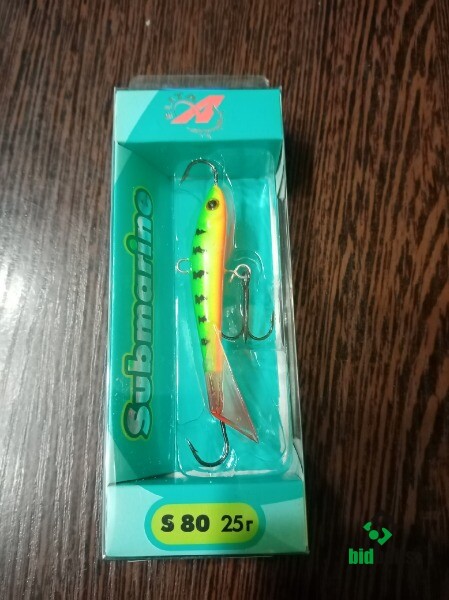 Submarine
S 80 25г
bid